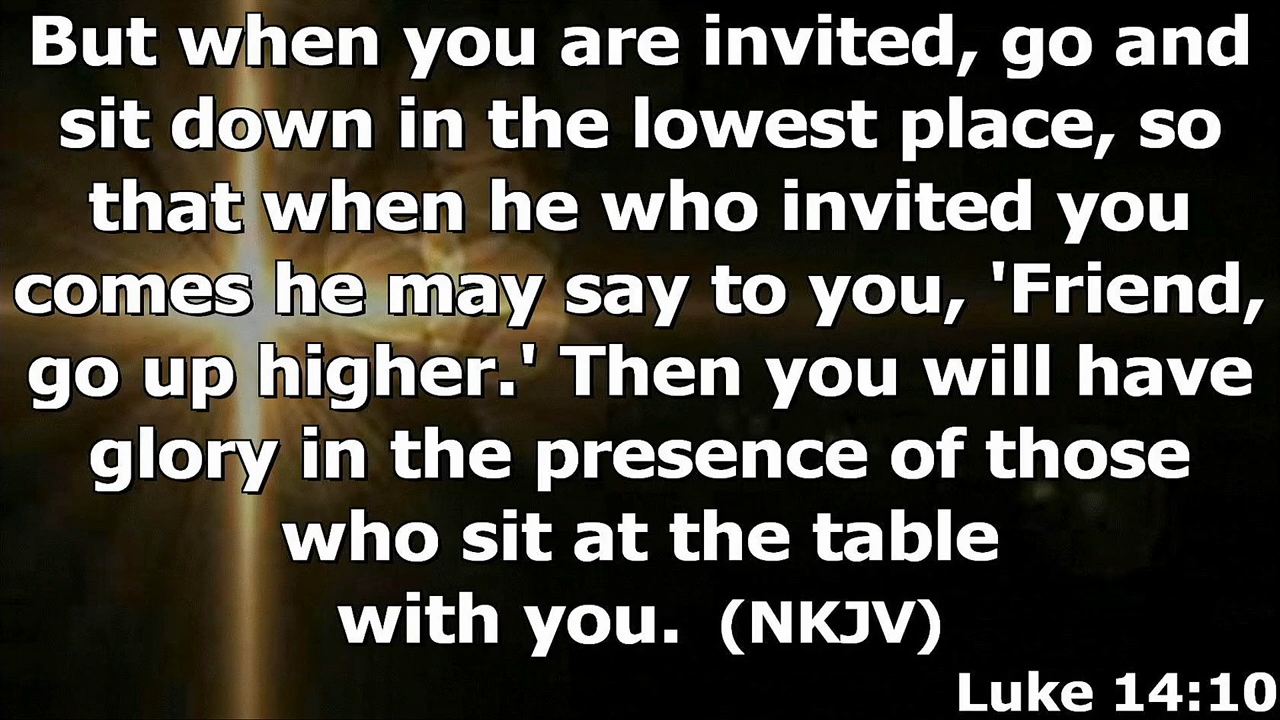 But when you are invited, go and
sit down in the lowest place, so
that when he who invited you
comes he may say to you, 'Friend,
go up higher.' Then you will have
glory in the presence of those
who sit at the table
with you.  (NKJV)
Luke 14:10